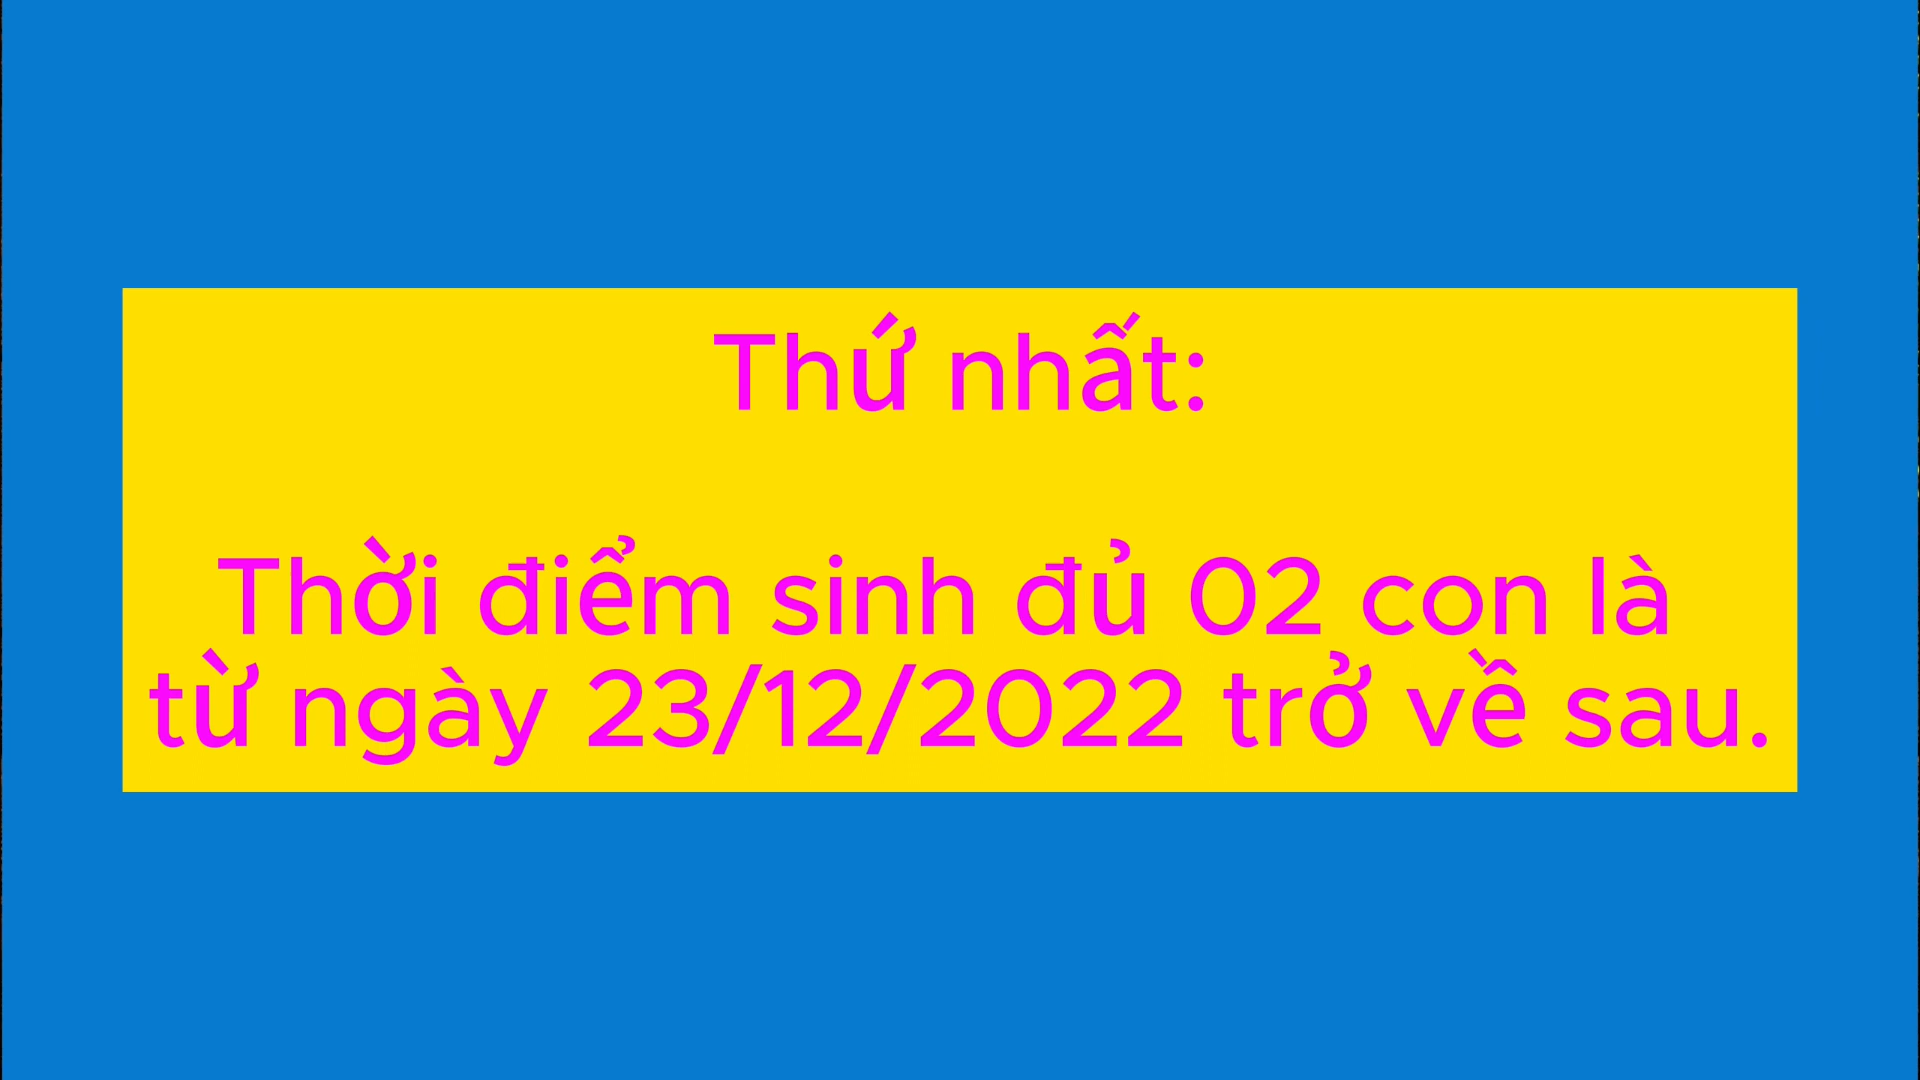 Thứ nhất:
Thời điểm sinh đủ 02 con là
từ ngày 23/12/2022 trở về sau.